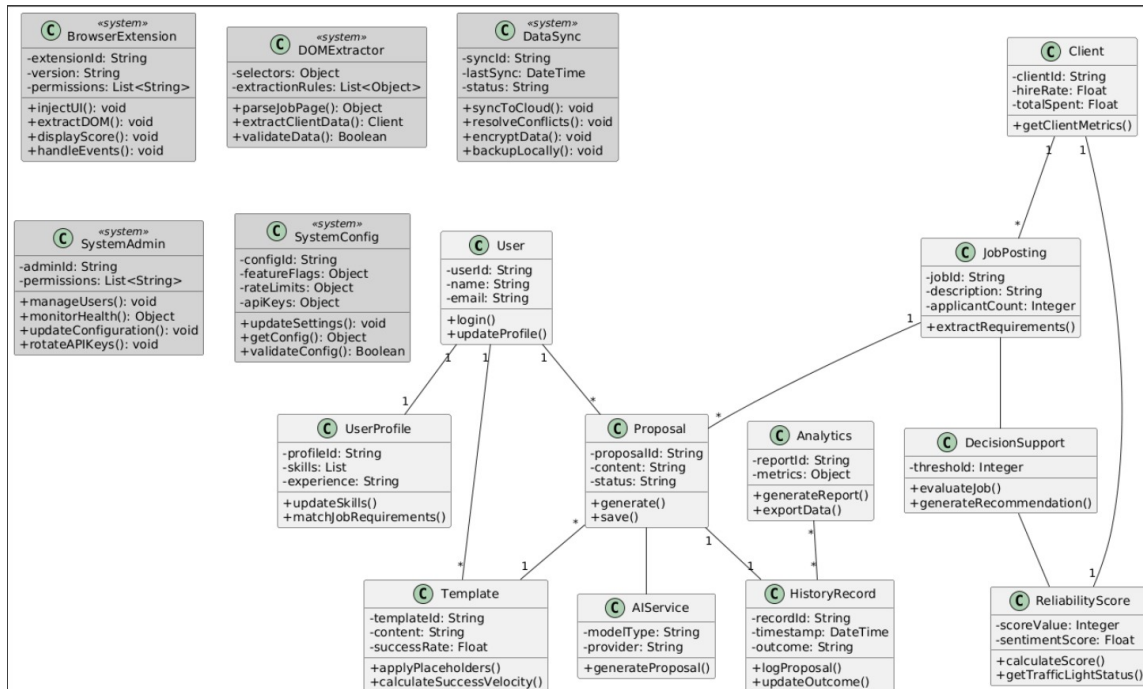 C
«system»
BrowserExtension
-extensionId: String
-version: String
-permissions: List<String>
+injectUI(): void
+extractDOM(): void
+displayScore(): void
+handleEvents(): void
C
«system»
DOMExtractor
-selectors: Object
-extractionRules: List<Object>
+parseJobPage(): Object
+extractClientData(): Client
+validateData(): Boolean
C
«system»
DataSync
-syncId: String
-lastSync: DateTime
-status: String
+syncToCloud(): void
+resolveConflicts(): void
+encryptData(): void
+backupLocally(): void
C
Client
-clientId: String
-hireRate: Float
-totalSpent: Float
+getClientMetrics()
1
1
*
C
«system»
SystemAdmin
-adminId: String
-permissions: List<String>
+manageUsers(): void
+monitorHealth(): Object
+updateConfiguration(): void
+rotateAPIKeys(): void
C
«system»
SystemConfig
-configId: String
-featureFlags: Object
-rateLimits: Object
-apiKeys: Object
+updateSettings(): void
+getConfig(): Object
+validateConfig(): Boolean
C
User
-userId: String
-name: String
-email: String
+login()
+updateProfile()
1
1
1
C
JobPosting
-jobId: String
-description: String
-applicantCount: Integer
+extractRequirements()
1
1
*
*
C
UserProfile
-profileId: String
-skills: List
-experience: String
+updateSkills()
+matchJobRequirements()
C
Proposal
-proposalId: String
-content: String
-status: String
+generate()
+save()
*
1
1
C
Analytics
-reportId: String
-metrics: Object
+generateReport()
+exportData()
*
C
DecisionSupport
-threshold: Integer
+evaluateJob()
+generateRecommendation()
*
1
*
1
C
Template
-templateId: String
-content: String
-successRate: Float
+applyPlaceholders()
+calculateSuccessVelocity()
C
AIService
-modelType: String
-provider: String
+generateProposal()
C
HistoryRecord
-recordId: String
-timestamp: DateTime
-outcome: String
+logProposal()
+updateOutcome()
C
ReliabilityScore
-scoreValue: Integer
-sentimentScore: Float
+calculateScore()
+getTrafficLightStatus()